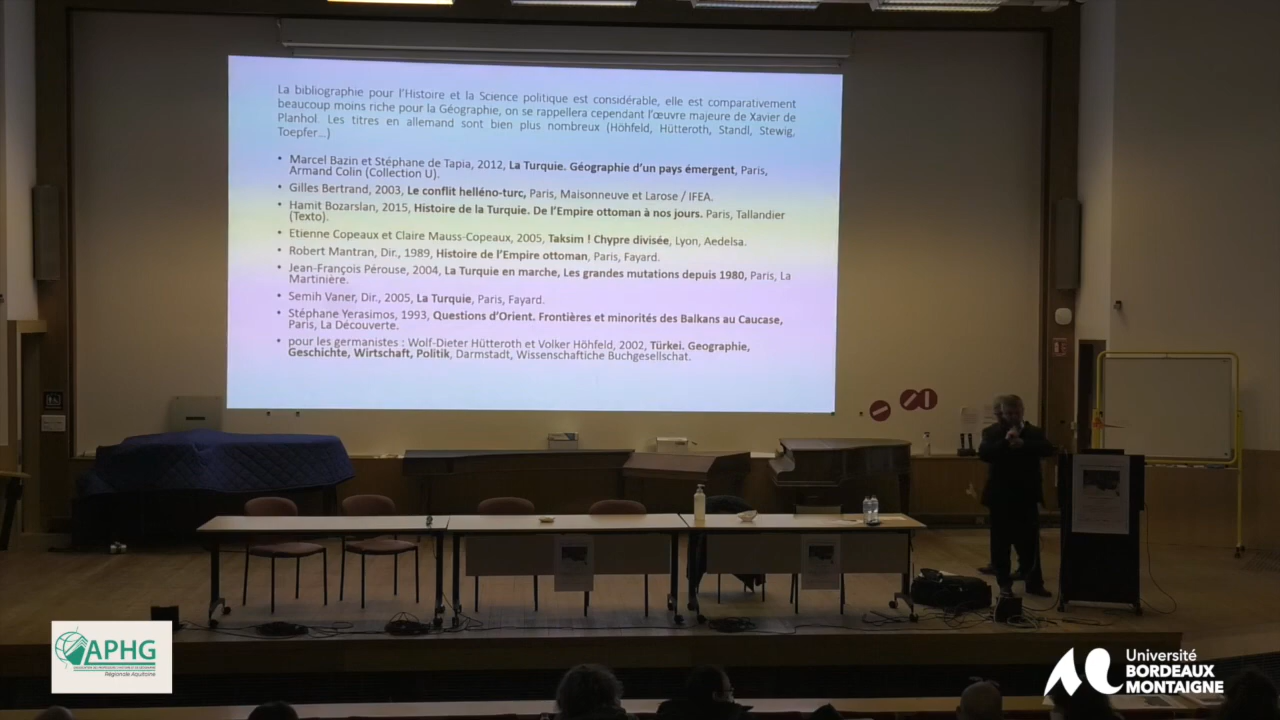 La bibliographie pour l'Histoire et la Science politique est considérable, elle est comparativement
beaucoup moins riche pour la Géographie, on se rappellera cependant l'œuvre majeure de Xavier de
Planhol. Les titres en allemand sont bien plus nombreux (Höhfeld, Hütteroth, Standl, Stewig,
Toepfer...)
• Marcel Bazin et Stéphane de Tapia, 2012, La Turquie. Géographie d'un pays émergent, Paris,
Armand Colin (Collection U).
• Gilles Bertrand, 2003, Le conflit helléno-turc, Paris, Maisonneuve et Larose / IFEA.
• Hamit Bozarslan, 2015, Histoire de la Turquie. De l'Empire ottoman à nos jours. Paris, Tallandier
(Texto).
• Etienne Copeaux et Claire Mauss-Copeaux, 2005, Taksim ! Chypre divisée, Lyon, Aedelsa.
• Robert Mantran, Dir., 1989, Histoire de l'Empire ottoman, Paris, Fayard.
• Jean-François Pérouse, 2004, La Turquie en marche, Les grandes mutations depuis 1980, Paris, La
Martinière.
• Semih Vaner, Dir., 2005, La Turquie, Paris, Fayard.
• Stéphane Yerasimos, 1993, Questions d'Orient. Frontières et minorités des Balkans au Caucase,
Paris, La Découverte.
• pour les germanistes : Wolf-Dieter Hütteroth et Volker Höhfeld, 2002, Türkei. Geographie,
Geschichte, Wirtschaft, Politik, Darmstadt, Wissenschaftiche Buchgesellschat.
APHG
Régionale Aquitaine
Université
BORDEAUX
MONTAIGNE